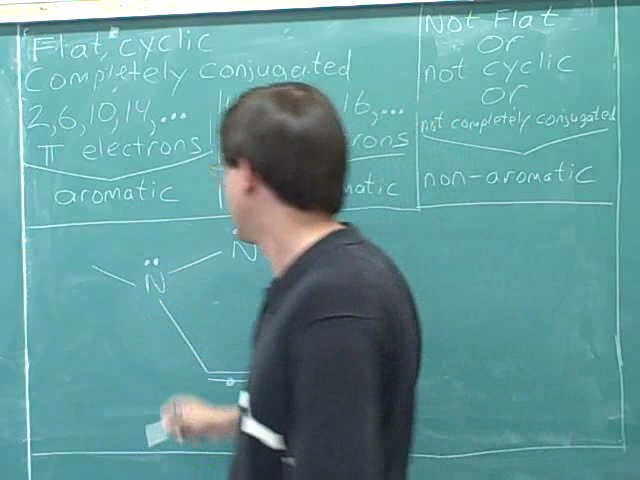 Flat, cyclic
Completely conjugated
2, 6, 10, 14, ...
π electrons
aromatic
16, ...
Not Flat
or
not cyclic
or
not completely conjugated
non-aromatic
N
N